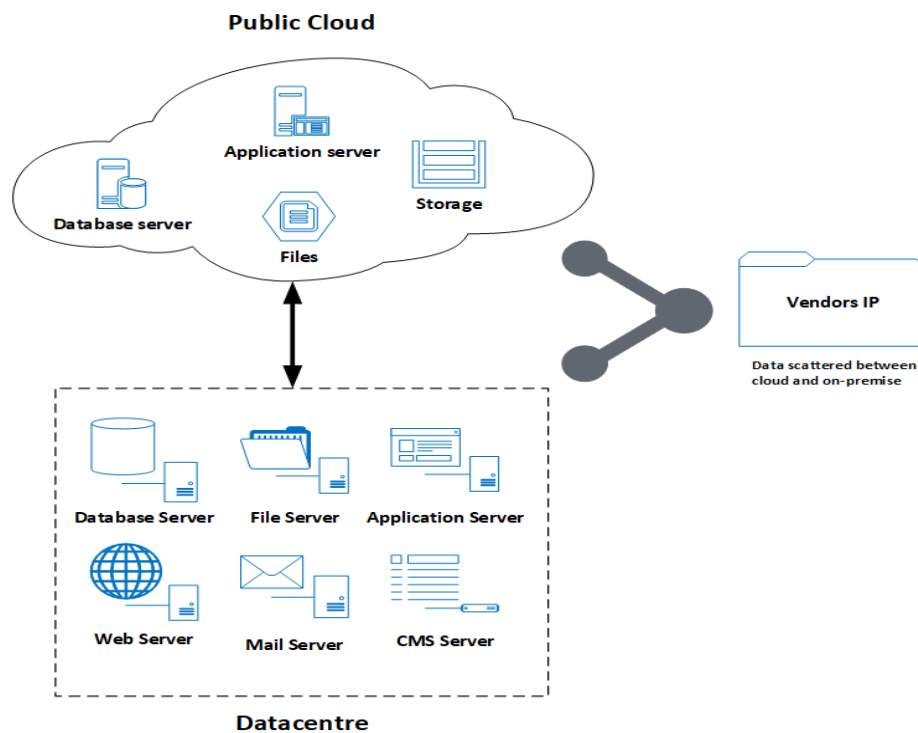 Public Cloud
Application server
Storage
Database server
Files
Vendors IP
Data scattered between
cloud and on-premise
Database Server
File Server
Application Server
Web Server
Mail Server
CMS Server
Datacentre